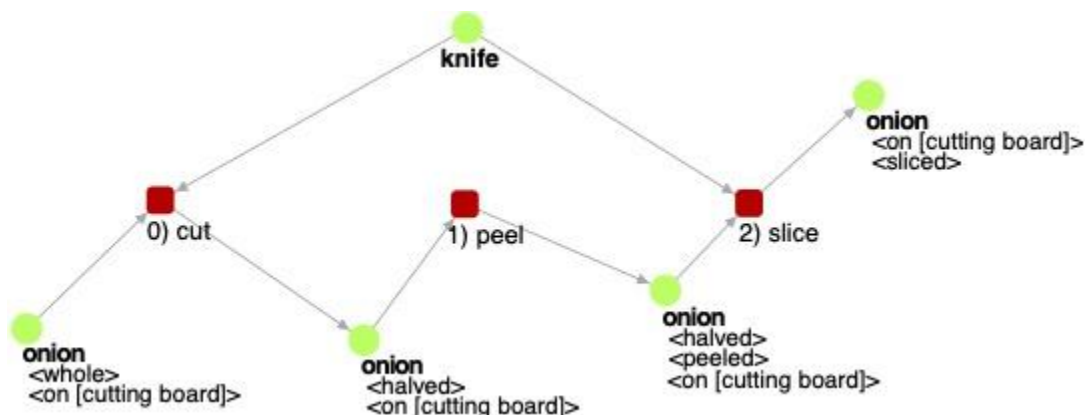 knife
onion
<on [cutting board]>
<sliced>
0) cut
1) peel
2) slice
onion
<whole>
<on [cutting board]>
onion
<halved>
<on [cutting board]>
onion
<halved>
<peeled>
<on [cutting board]>